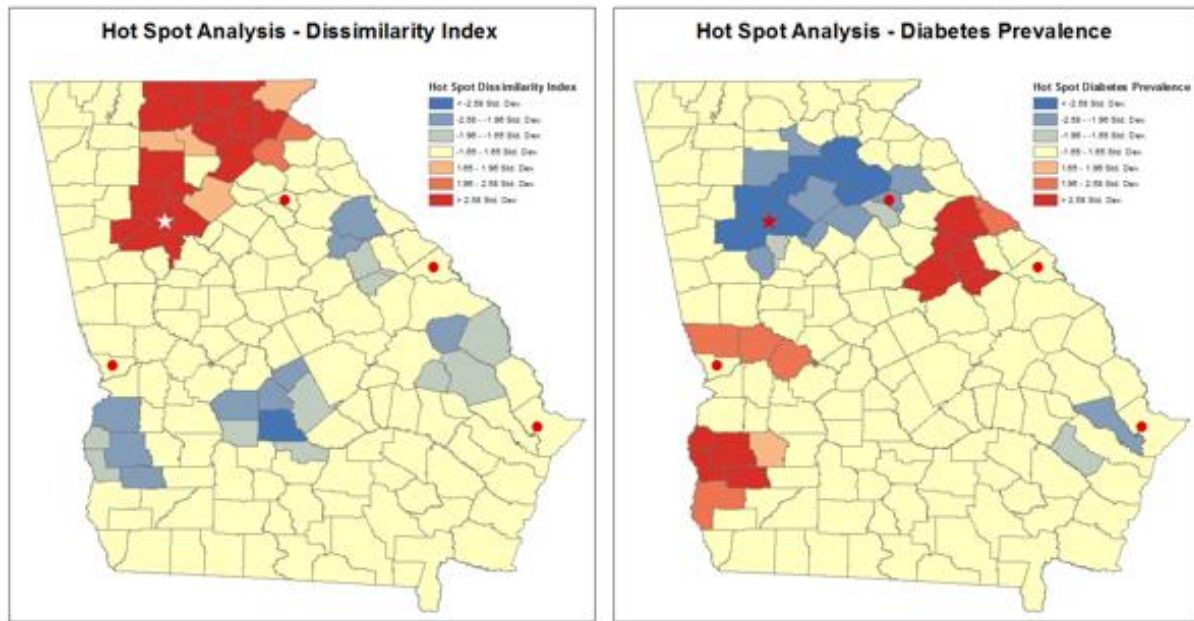 Hot Spot Analysis - Dissimilarity Index
Hot Spot Dissimilarity Index
< -2.58 Std. Dev.
-2.58 - -1.96 Std. Dev.
-1.96 - -1.65 Std. Dev.
-1.65 - 1.65 Std. Dev.
1.65 - 1.96 Std. Dev.
1.96 - 2.58 Std. Dev.
> 2.58 Std. Dev.
Hot Spot Analysis - Diabetes Prevalence
Hot Spot Diabetes Prevalence
< -2.58 Std. Dev.
-2.58 - -1.96 Std. Dev.
-1.96 - -1.65 Std. Dev.
-1.65 - 1.65 Std. Dev.
1.65 - 1.96 Std. Dev.
1.96 - 2.58 Std. Dev.
> 2.58 Std. Dev.